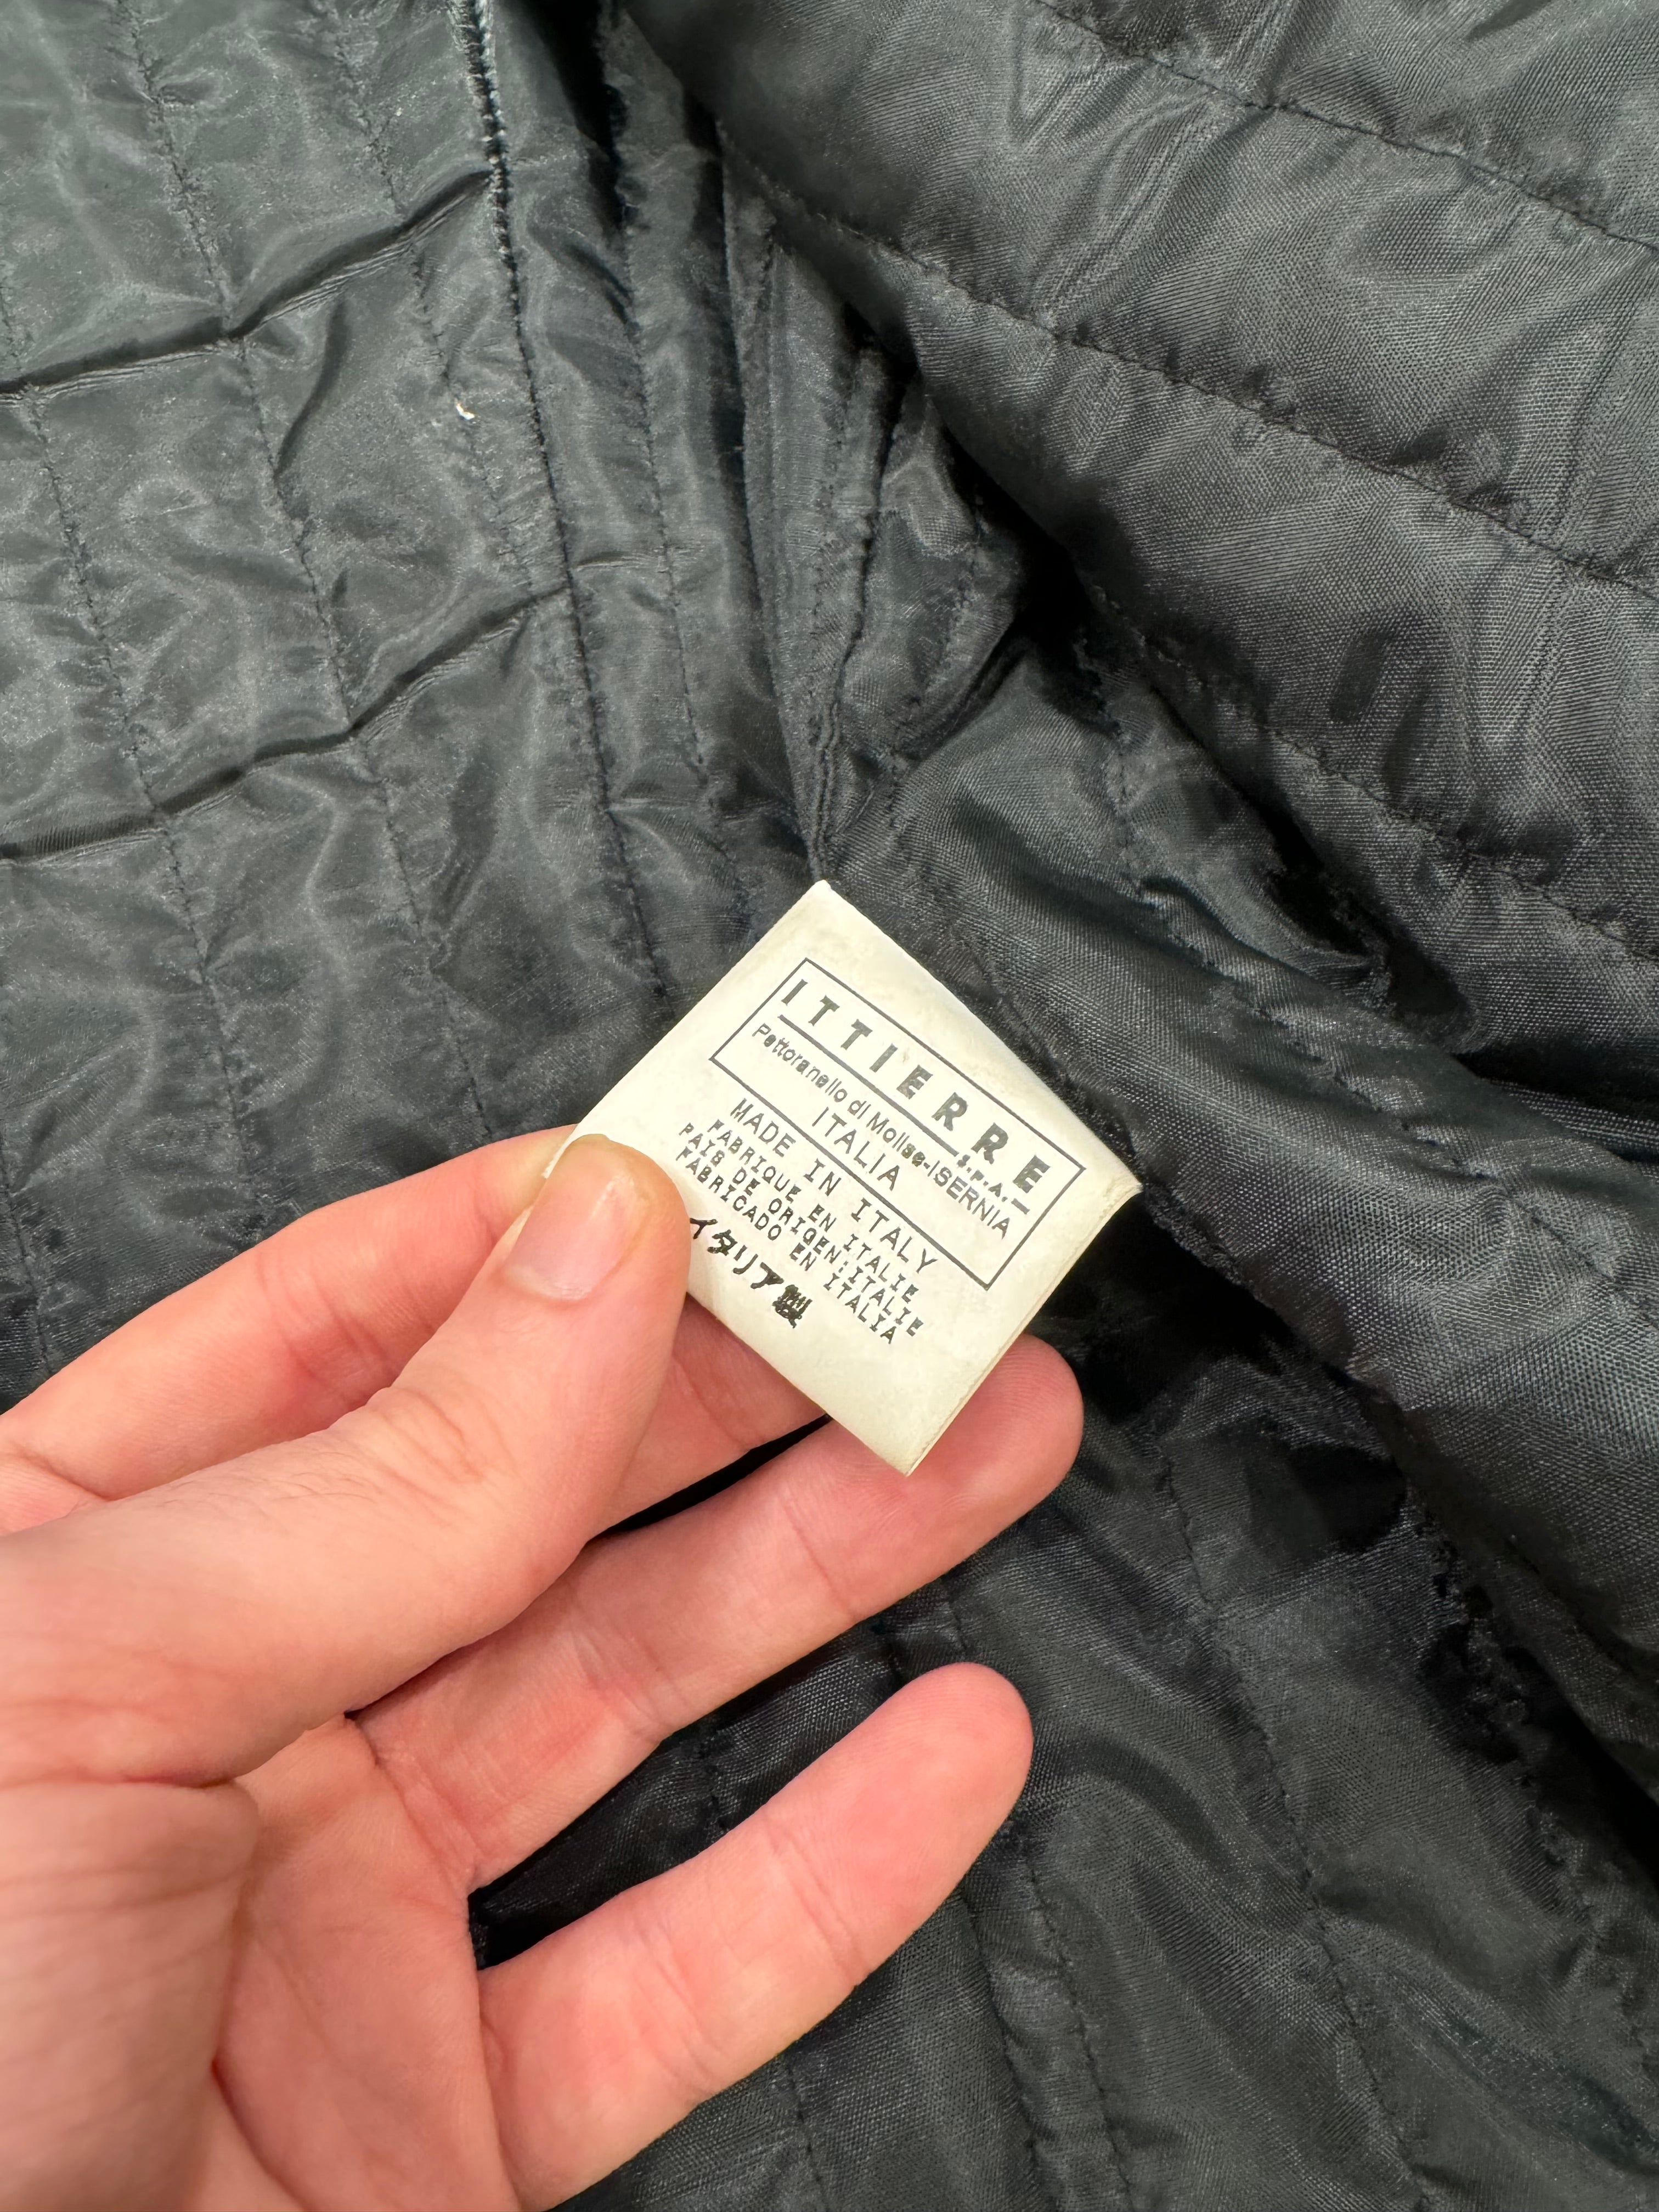 ITTIERRE
S.P.A.
Pettoranello di Molise-ISERNIA
ITALIA
MADE IN ITALY
FABRIQUE EN ITALIE
PAIS DE ORIGEN:ITALIE
FABRICADO EN ITALIA
イタリア製